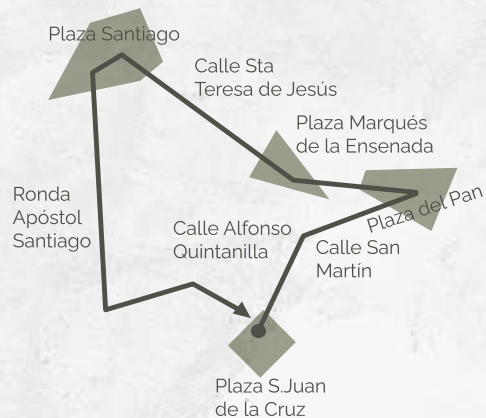 Plaza Santiago
Calle Sta
Teresa de Jesús
Plaza Marqués
de la Ensenada
Plaza del Pan
Ronda
Apóstol
Santiago
Calle Alfonso
Quintanilla
Calle San
Martín
Plaza S.Juan
de la Cruz